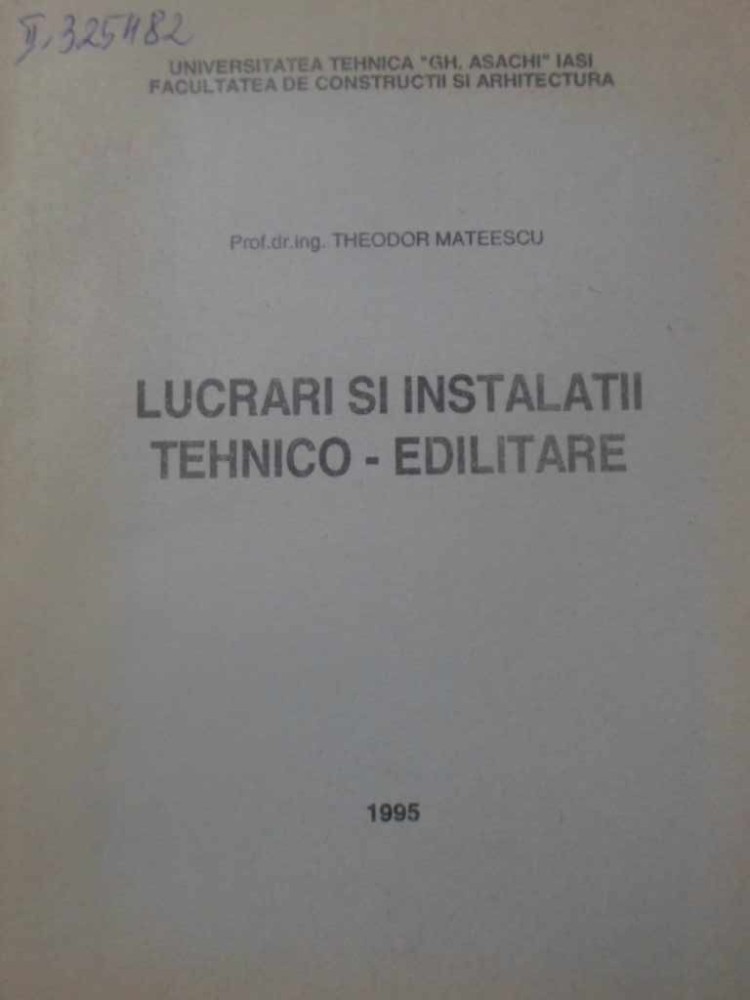 II.325482
UNIVERSITATEA TEHNICA "GH. ASACHI" IASI
FACULTATEA DE CONSTRUCTII SI ARHITECTURA
Prof.dr.ing. THEODOR MATEESCU
LUCRARI SI INSTALATII
TEHNICO - EDILITARE
1995